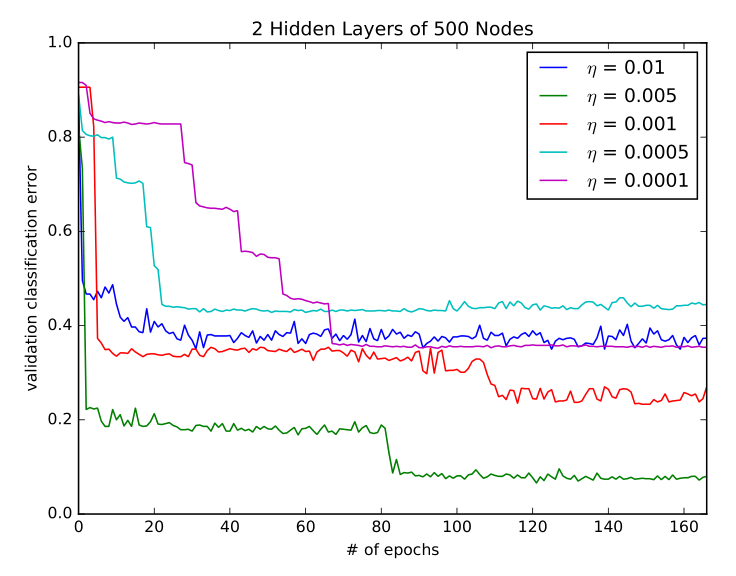 2 Hidden Layers of 500 Nodes
1.0
0.8
0.6
0.4
0.2
0.0
validation classification error
η = 0.01
η = 0.005
η = 0.001
η = 0.0005
η = 0.0001
0 20 40 60 80 100 120 140 160
# of epochs